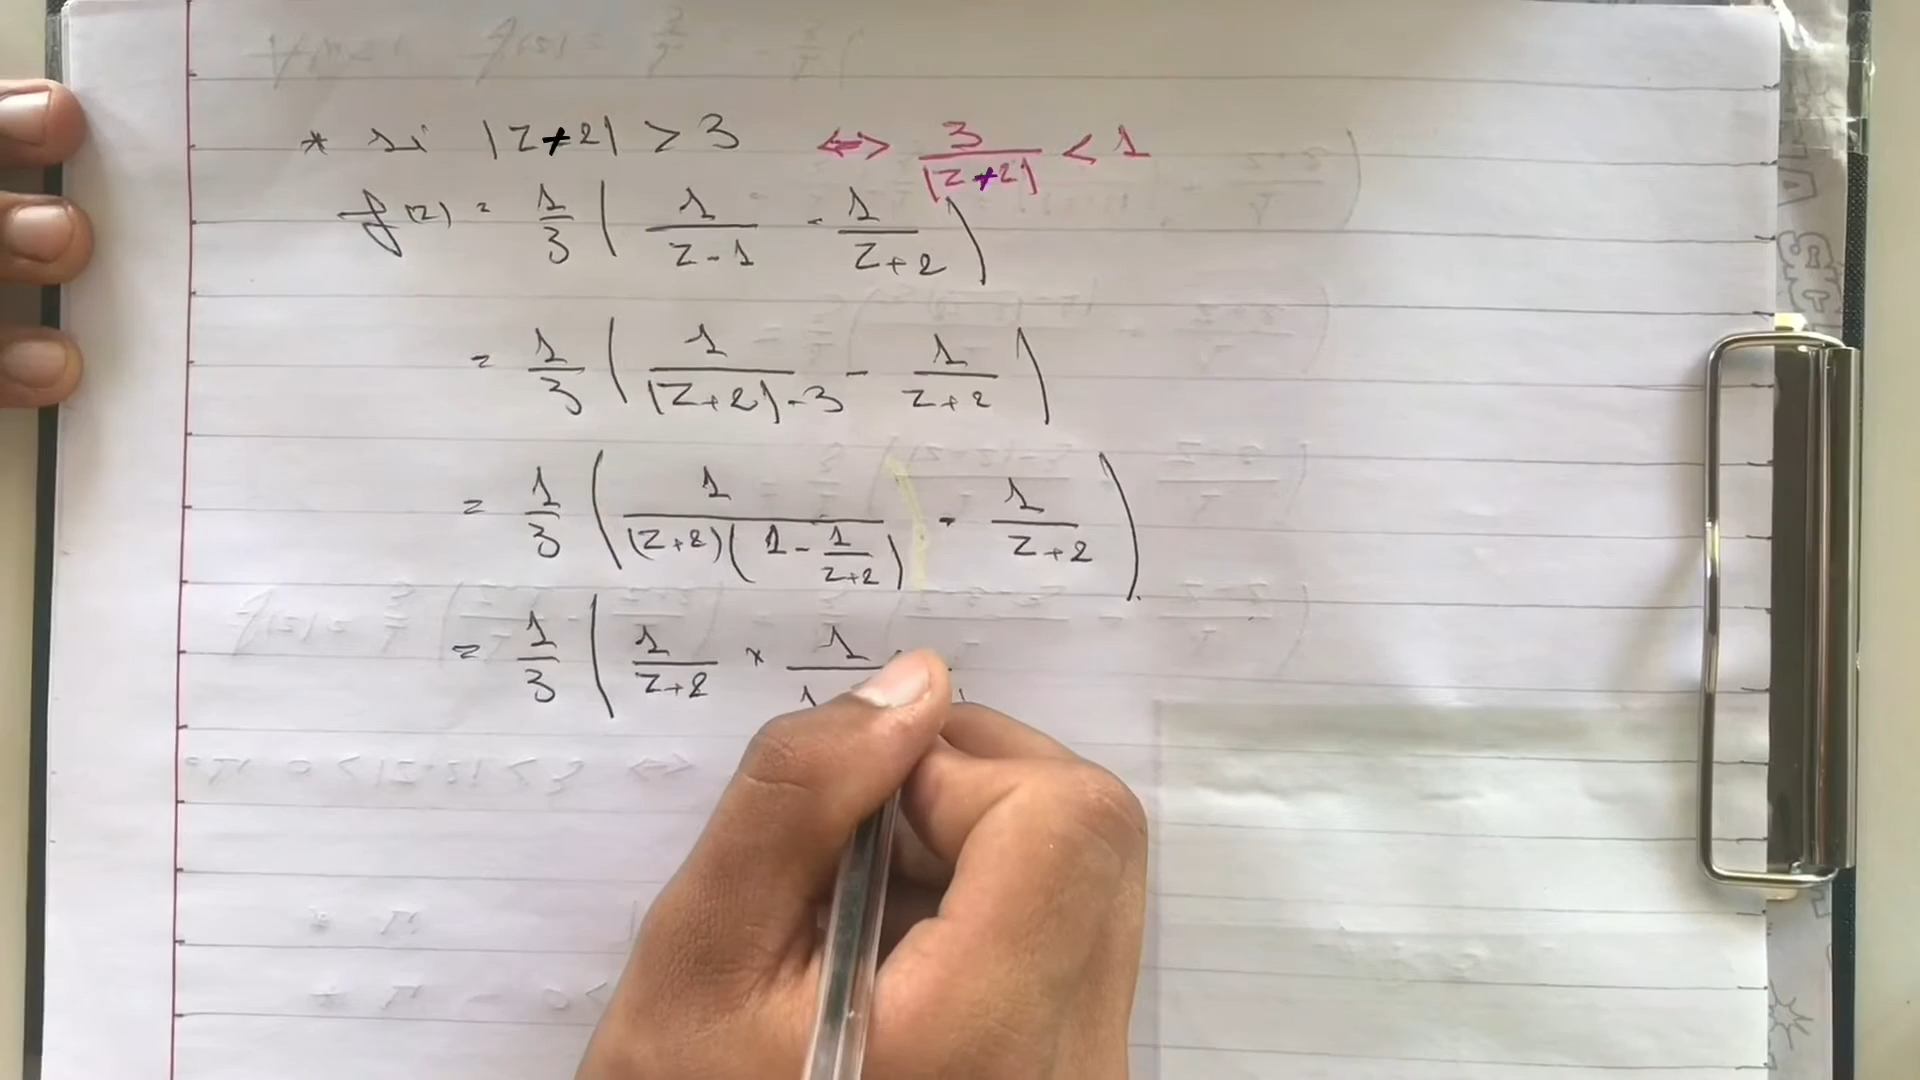 * si |z+2| > 3 <=> 3/|z+2| < 1
f(z) = 1/3 ( 1/(z-1) - 1/(z+2) )
= 1/3 ( 1/((z+2)-3) - 1/(z+2) )
= 1/3 ( 1/((z+2)(1 - 1/(z+2))) - 1/(z+2) )
= 1/3 ( 1/(z+2) × 1/1